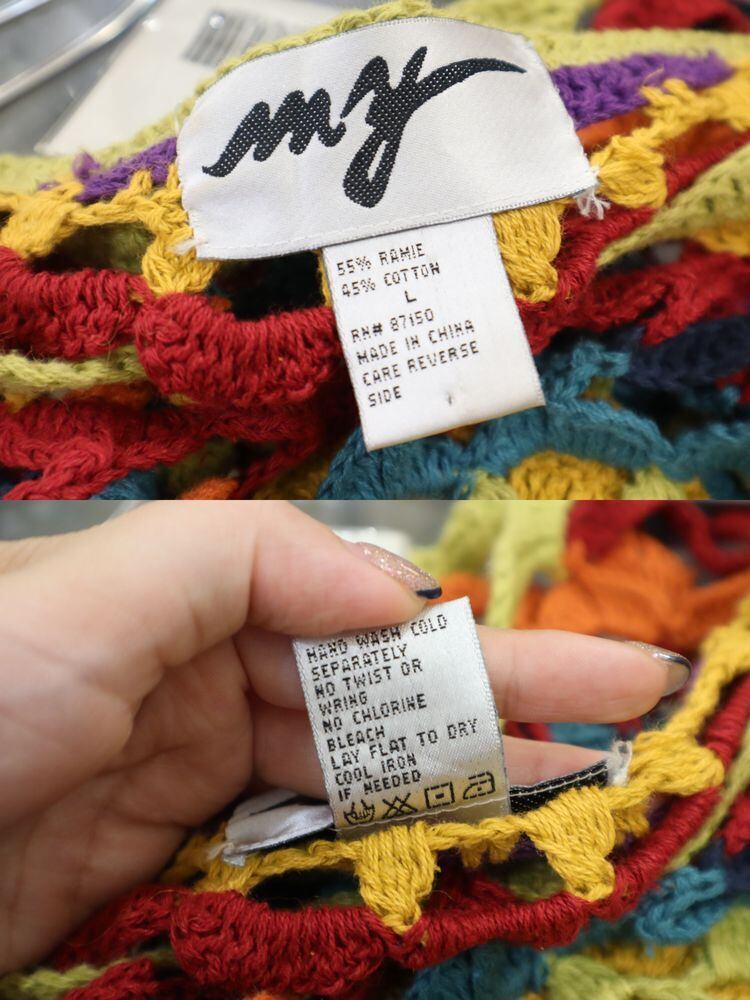 my
55% RAMIE
45% COTTON
L
RN# 87150
MADE IN CHINA
CARE REVERSE
SIDE
HAND WASH COLD
SEPARATELY
NO TWIST OR
WRING
NO CHLORINE
BLEACH
LAY FLAT TO DRY
COOL IRON
IF NEEDED